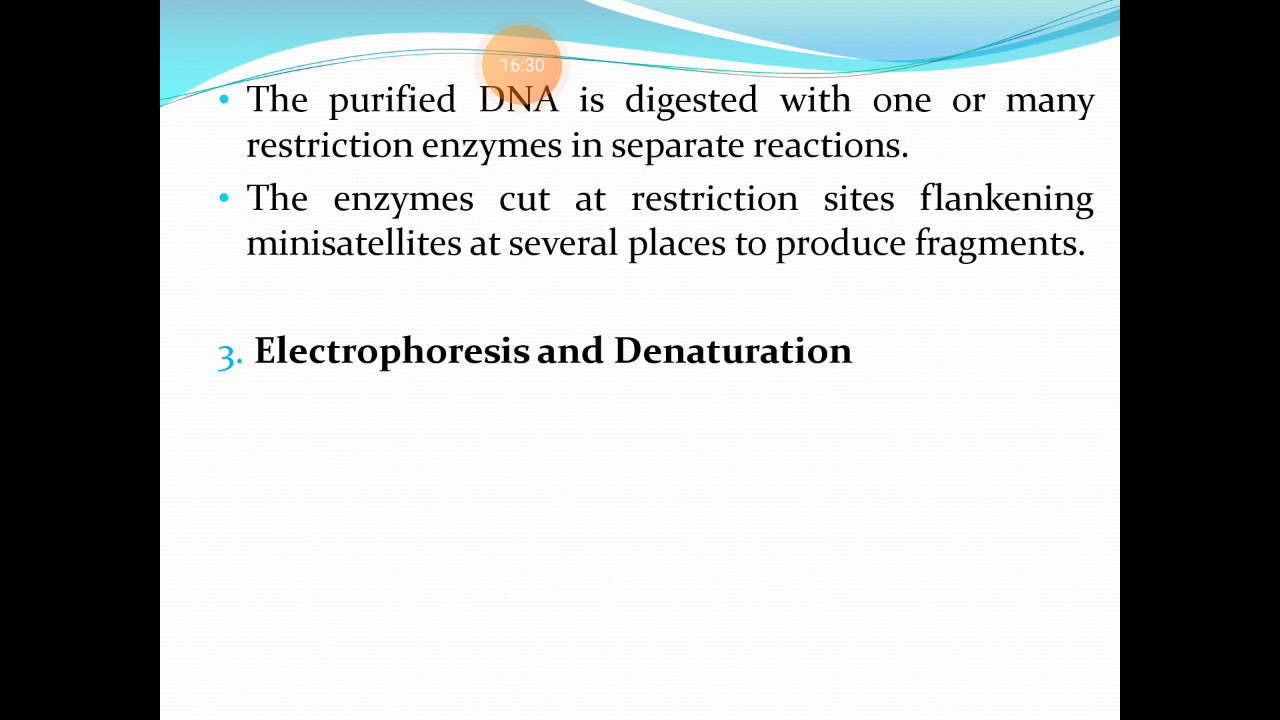 16:30
• The purified DNA is digested with one or many
restriction enzymes in separate reactions.
• The enzymes cut at restriction sites flankening
minisatellites at several places to produce fragments.
3. Electrophoresis and Denaturation